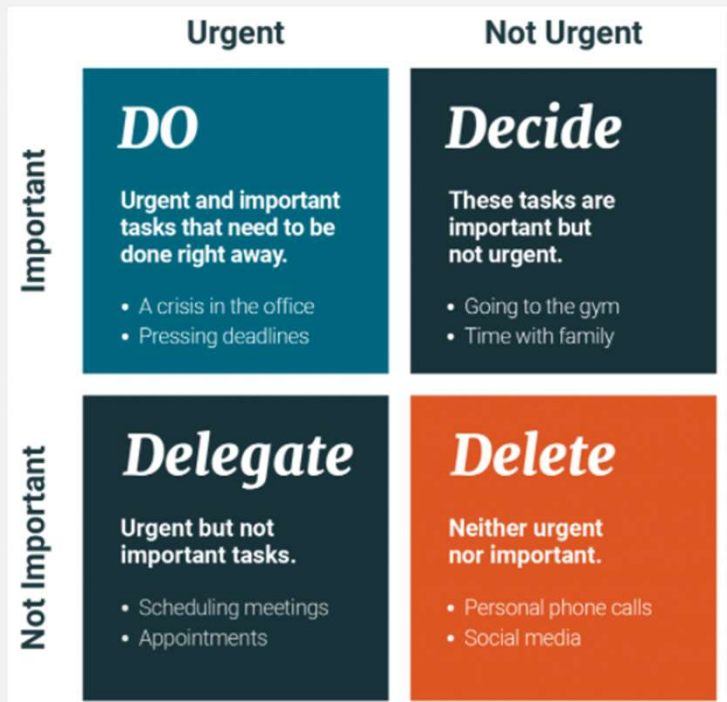 Urgent
Not Urgent
Important
DO
Urgent and important
tasks that need to be
done right away.
• A crisis in the office
• Pressing deadlines
Decide
These tasks are
important but
not urgent.
• Going to the gym
• Time with family
Not Important
Delegate
Urgent but not
important tasks.
• Scheduling meetings
• Appointments
Delete
Neither urgent
nor important.
• Personal phone calls
• Social media